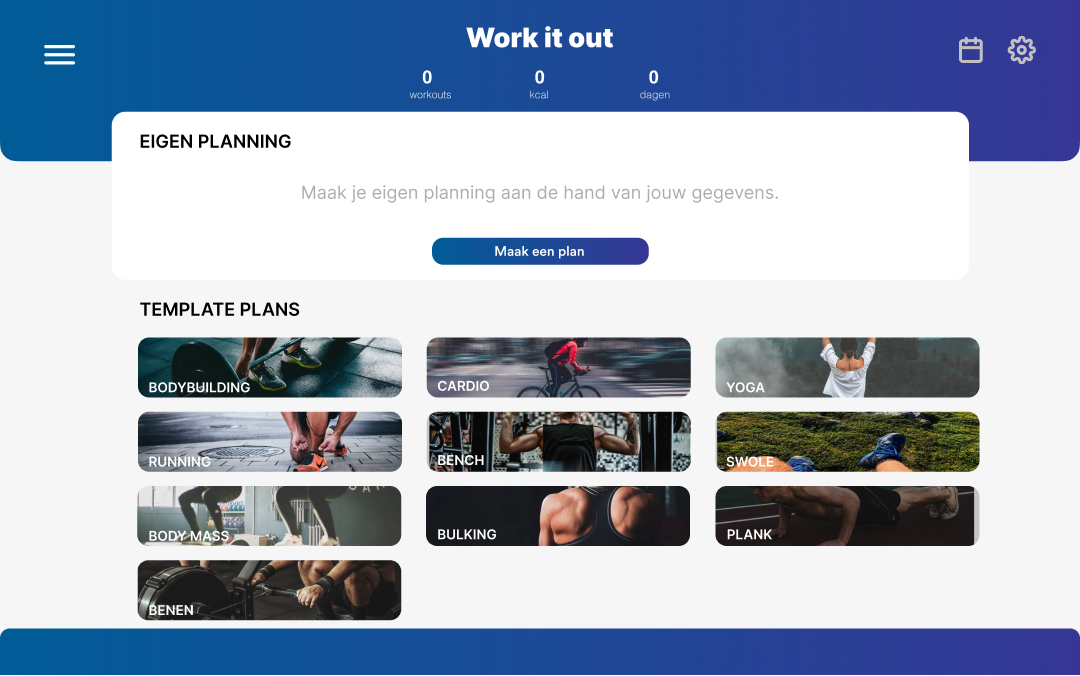 Work it out
0 0 0
workouts kcal dagen
EIGEN PLANNING
Maak je eigen planning aan de hand van jouw gegevens.
Maak een plan
TEMPLATE PLANS
BODYBUILDING
CARDIO
YOGA
RUNNING
BENCH
SWOLE
BODY MASS
BULKING
PLANK
BENEN